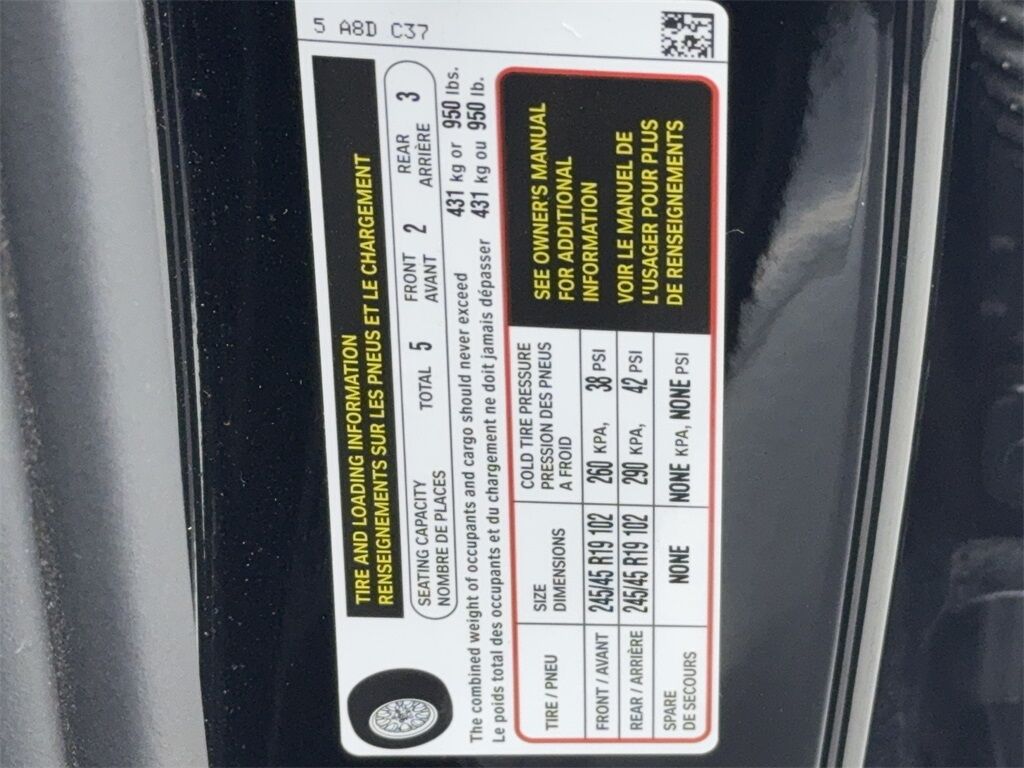 5 A8D C37
TIRE AND LOADING INFORMATION
RENSEIGNEMENTS SUR LES PNEUS ET LE CHARGEMENT
SEATING CAPACITY
NOMBRE DE PLACES
TOTAL 5
FRONT
AVANT
2
REAR
ARRIÈRE
3
The combined weight of occupants and cargo should never exceed 431 kg or 950 lbs.
Le poids total des occupants et du chargement ne doit jamais dépasser 431 kg ou 950 lb.
TIRE / PNEU
SIZE
DIMENSIONS
COLD TIRE PRESSURE
PRESSION DES PNEUS
A FROID
FRONT / AVANT 245/45 R19 102 260 KPA, 38 PSI
REAR / ARRIÈRE 245/45 R19 102 290 KPA, 42 PSI
SPARE
DE SECOURS
NONE
NONE KPA, NONE PSI
SEE OWNER'S MANUAL
FOR ADDITIONAL
INFORMATION
VOIR LE MANUEL DE
L'USAGER POUR PLUS
DE RENSEIGNEMENTS